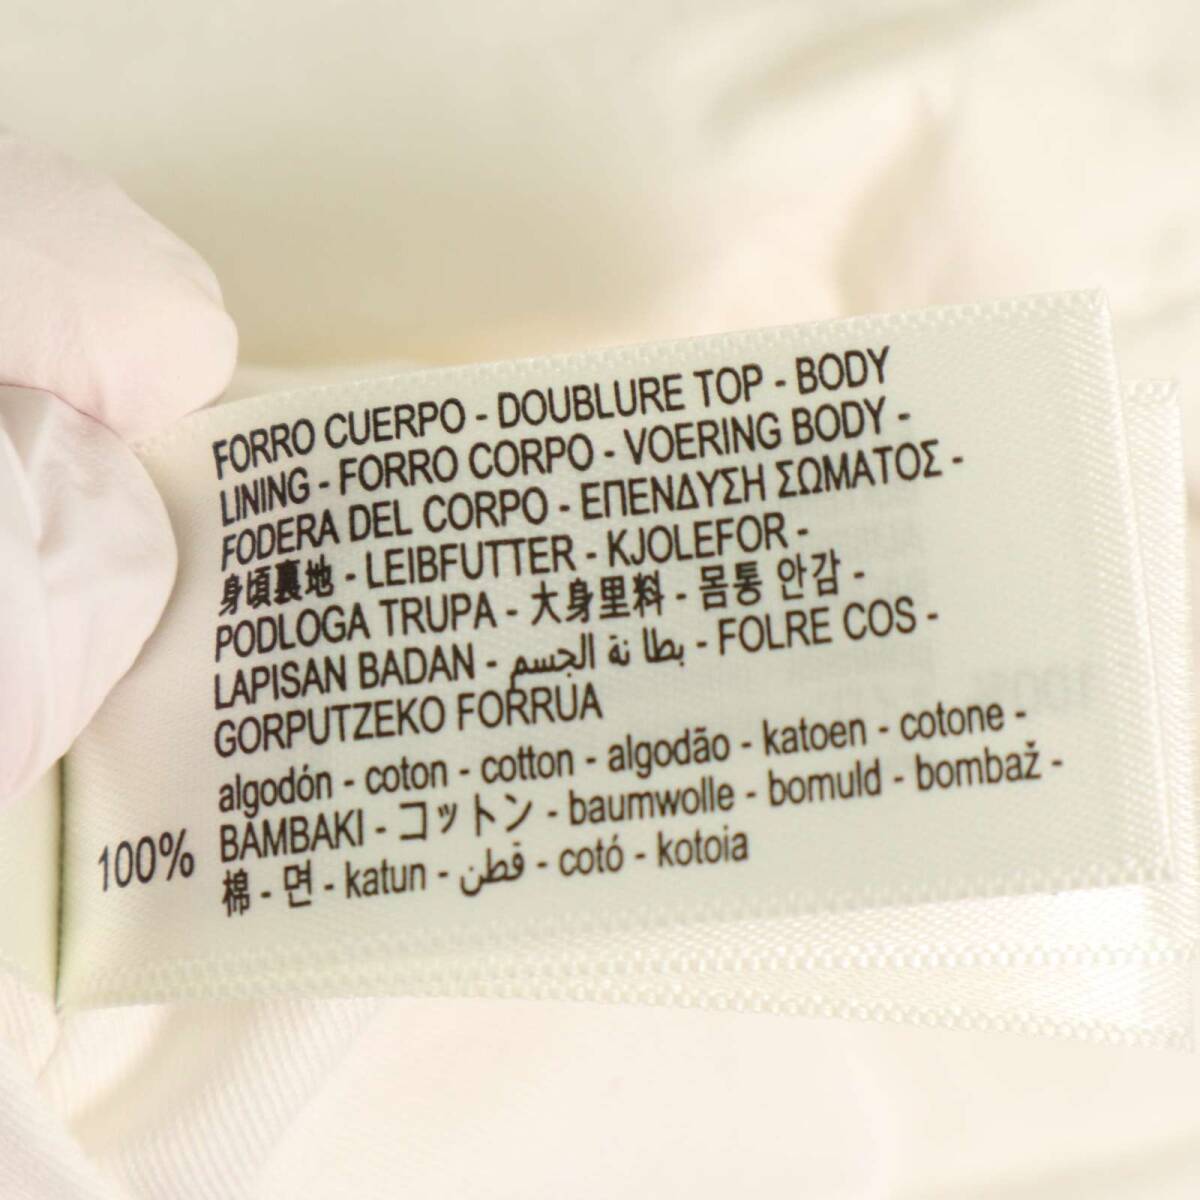 FORRO CUERPO - DOUBLURE TOP - BODY
LINING - FORRO CORPO - VOERING BODY -
FODERA DEL CORPO - ΕΠΕΝΔΥΣΗ ΣΩΜΑΤΟΣ -
身頃裏地 - LEIBFUTTER - KJOLEFOR -
PODLOGA TRUPA - 大身里料 - 몸통 안감 -
LAPISAN BADAN - بطا نة الجسم - FOLRE COS -
GORPUTZEKO FORRUA
algodón - coton - cotton - algodão - katoen - cotone -
100% BAMBAKI - コットン - baumwolle - bomuld - bombaž -
棉 - 면 - katun - قطن - cotó - kotoia